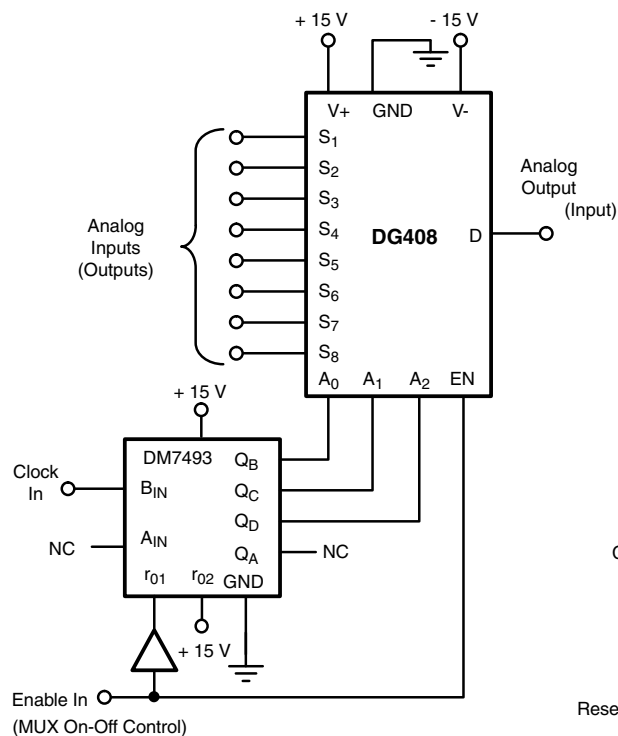 + 15 V
- 15 V
V+
GND
V-
S1
S2
S3
S4
S5
S6
S7
S8
Analog
Inputs
(Outputs)
DG408
D
Analog
Output
(Input)
A0 A1 A2 EN
+ 15 V
DM7493
Clock
In
BIN
AIN
NC
QB
QC
QD
QA
NC
r01 r02 GND
+ 15 V
Enable In
(MUX On-Off Control)
C
Rese